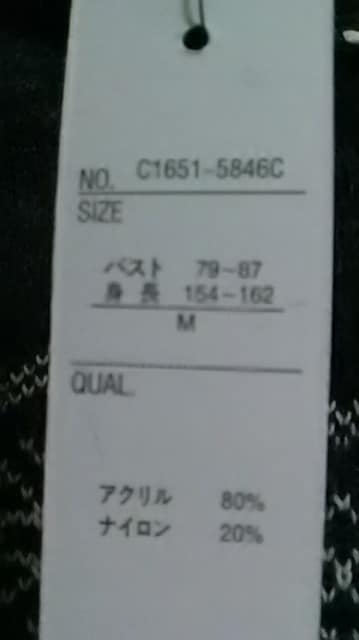 NO. C1651-5846C
SIZE
バスト 79~87
身長 154~162
M
QUAL.
アクリル 80%
ナイロン 20%